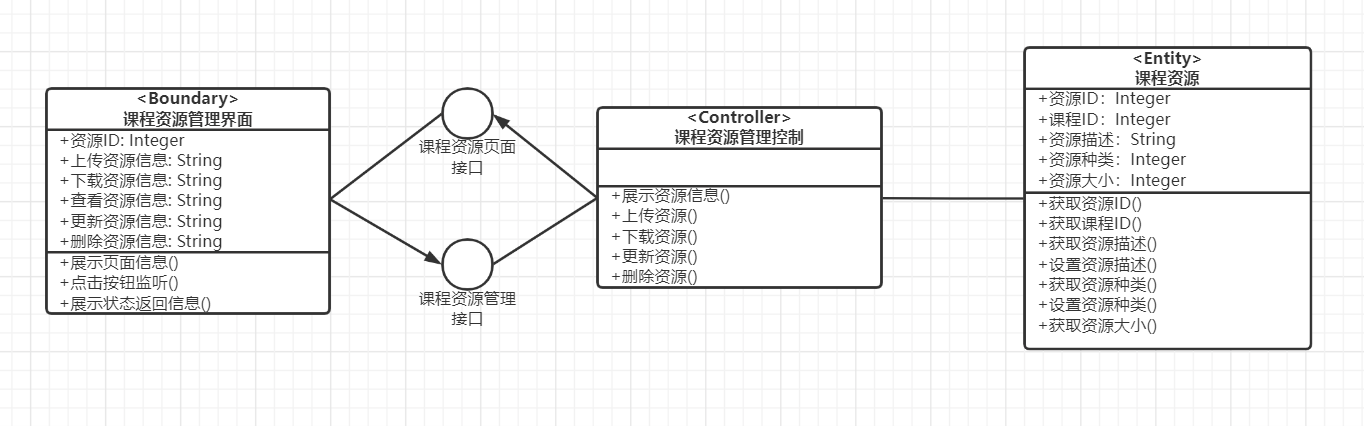 <Boundary>
课程资源管理界面
+资源ID: Integer
+上传资源信息: String
+下载资源信息: String
+查看资源信息: String
+更新资源信息: String
+删除资源信息: String
+展示页面信息()
+点击按钮监听()
+展示状态返回信息()
课程资源页面
接口
课程资源管理
接口
<Controller>
课程资源管理控制
+展示资源信息()
+上传资源()
+下载资源()
+更新资源()
+删除资源()
<Entity>
课程资源
+资源ID：Integer
+课程ID：Integer
+资源描述：String
+资源种类：Integer
+资源大小：Integer
+获取资源ID()
+获取课程ID()
+获取资源描述()
+设置资源描述()
+获取资源种类()
+设置资源种类()
+获取资源大小()